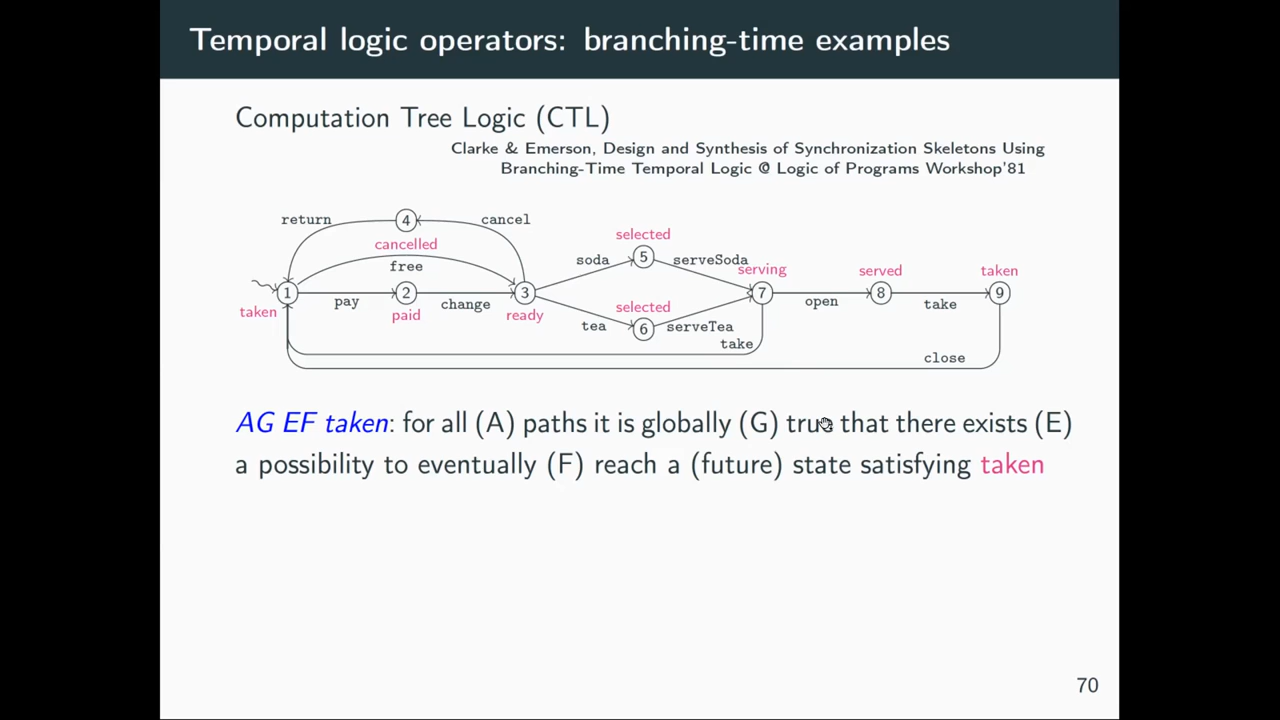 Temporal logic operators: branching-time examples
Computation Tree Logic (CTL)
Clarke & Emerson, Design and Synthesis of Synchronization Skeletons Using
Branching-Time Temporal Logic @ Logic of Programs Workshop'81
return 4 cancel
cancelled
free
selected
soda 5 serveSoda
serving served taken
1 pay 2 change 3 7 open 8 take 9
taken paid ready
selected
tea 6 serveTea
take
close
AG EF taken: for all (A) paths it is globally (G) true that there exists (E)
a possibility to eventually (F) reach a (future) state satisfying taken
70